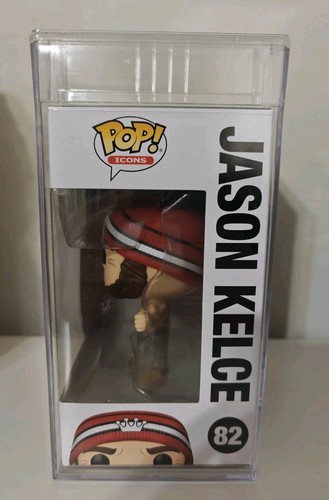 POP!
ICONS
JASON KELCE
82